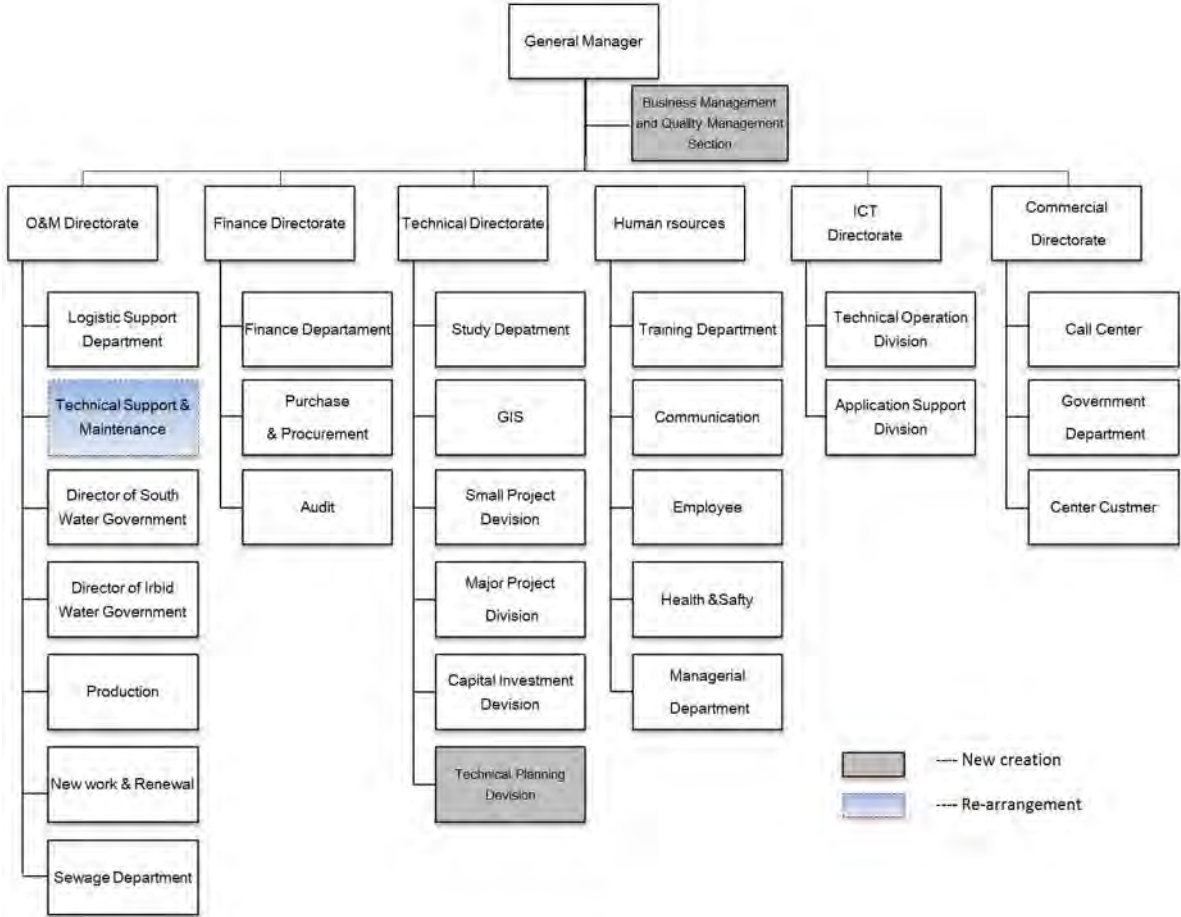 General Manager
Business Management
and Quality Management
Section
O&M Directorate
Finance Directorate
Technical Directorate
Human rsources
ICT
Directorate
Commercial
Directorate
Logistic Support
Department
Technical Support &
Maintenance
Director of South
Water Government
Director of Irbid
Water Government
Production
New work & Renewal
Sewage Department
Finance Departament
Purchase
& Procurement
Audit
Study Depatment
GIS
Small Project
Devision
Major Project
Division
Capital Investment
Devision
Technical Planning
Devision
Training Department
Communication
Employee
Health &Safty
Managerial
Department
Technical Operation
Division
Application Support
Division
Call Center
Government
Department
Center Custmer
---- New creation
---- Re-arrangement